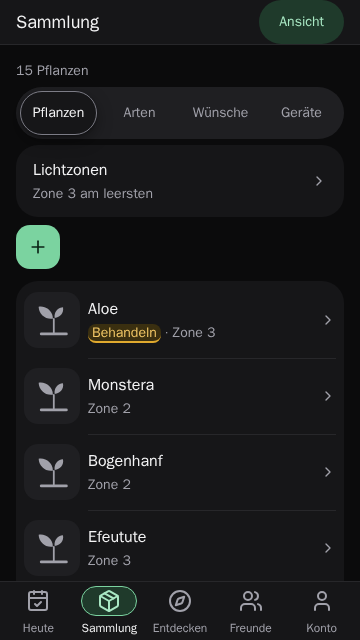 Sammlung
Ansicht
15 Pflanzen
Pflanzen Arten Wünsche Geräte
Lichtzonen
Zone 3 am leersten
Aloe
Behandeln · Zone 3
Monstera
Zone 2
Bogenhanf
Zone 2
Efeutute
Zone 3
Heute Sammlung Entdecken Freunde Konto